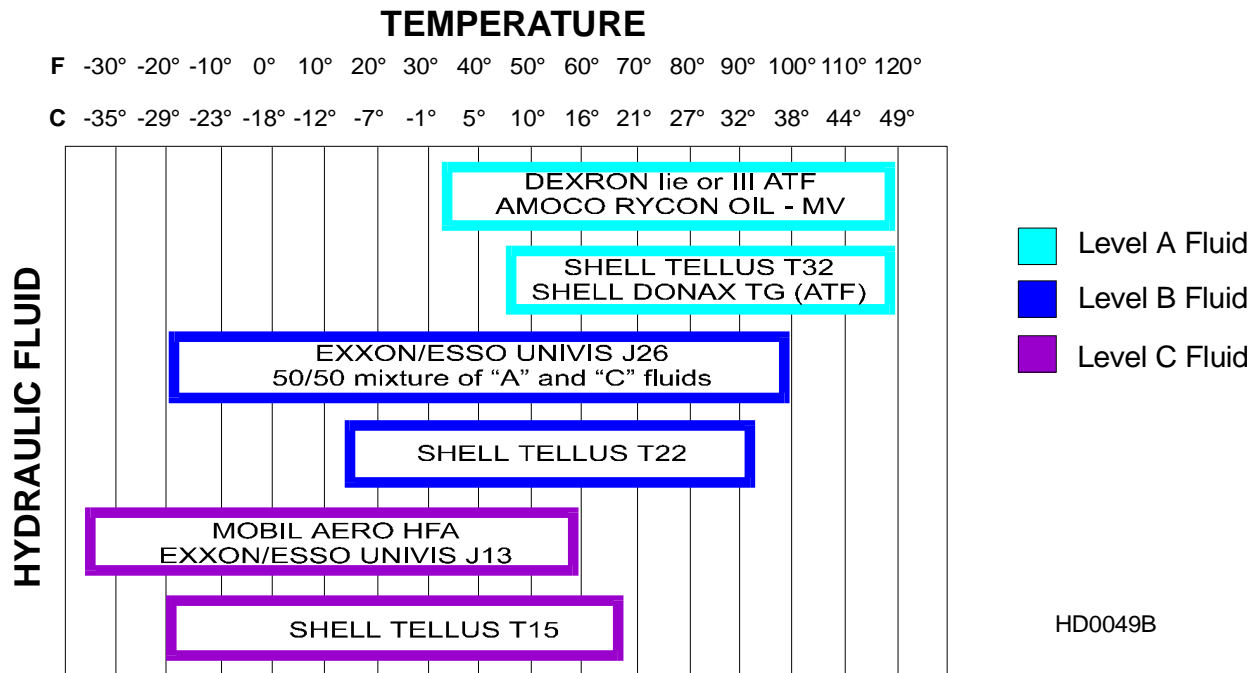 TEMPERATURE
F -30° -20° -10° 0° 10° 20° 30° 40° 50° 60° 70° 80° 90° 100° 110° 120°
C -35° -29° -23° -18° -12° -7° -1° 5° 10° 16° 21° 27° 32° 38° 44° 49°
HYDRAULIC FLUID
DEXRON Iie or III ATF
AMOCO RYCON OIL - MV
SHELL TELLUS T32
SHELL DONAX TG (ATF)
EXXON/ESSO UNIVIS J26
50/50 mixture of “A” and “C” fluids
SHELL TELLUS T22
MOBIL AERO HFA
EXXON/ESSO UNIVIS J13
SHELL TELLUS T15
Level A Fluid
Level B Fluid
Level C Fluid
HD0049B